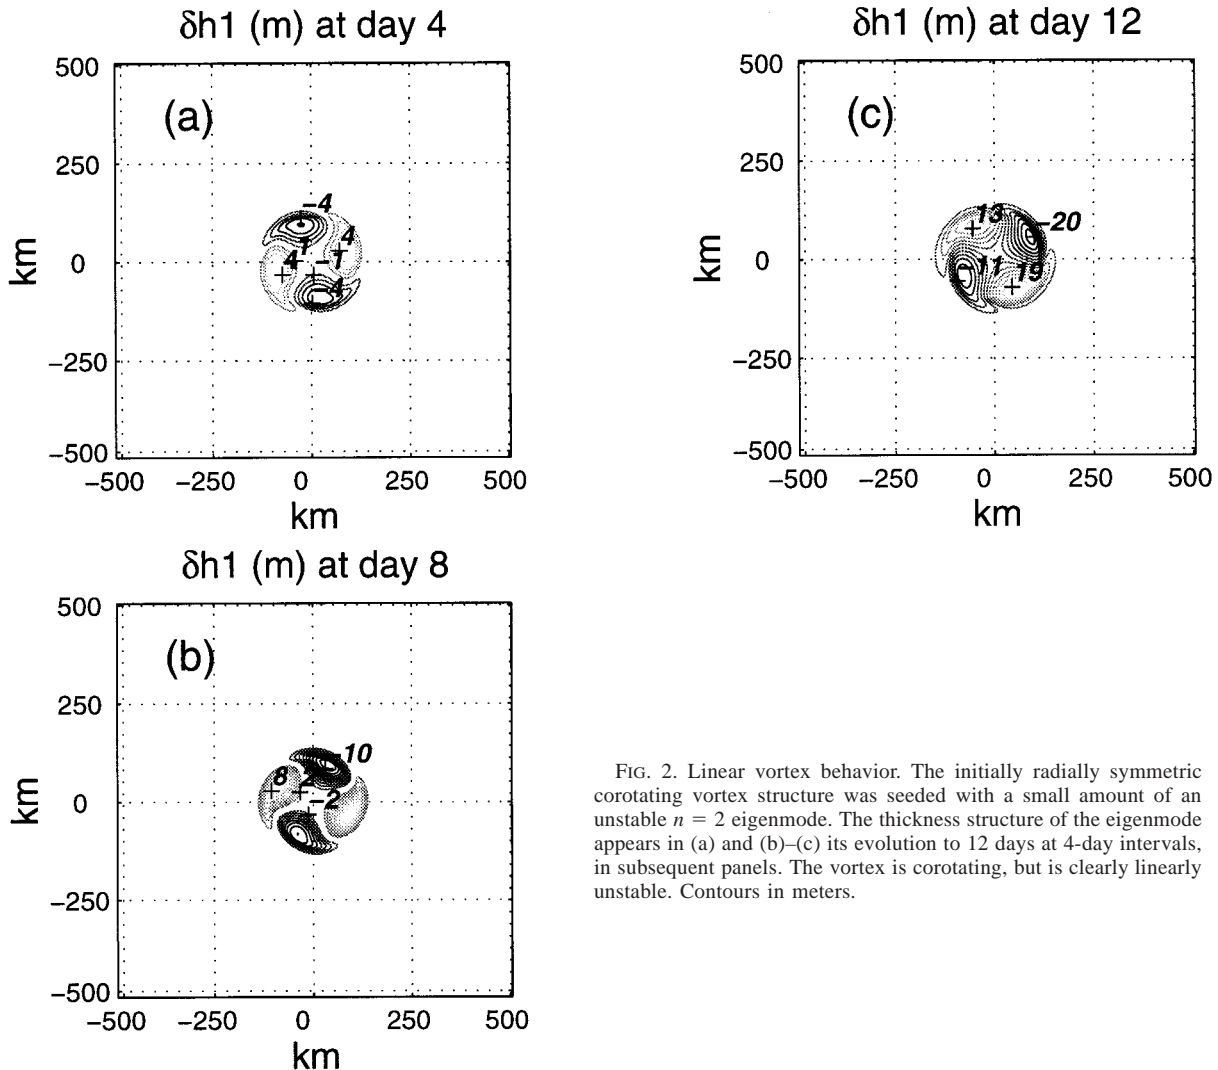 δh1 (m) at day 4
500
(a)
250
km
0
−250
−500
−4
4
1
4
−1
−4
−500 −250 0 250 500
km
δh1 (m) at day 12
500
(c)
250
km
0
−250
−500
13
−20
−11
19
−500 −250 0 250 500
km
δh1 (m) at day 8
500
(b)
250
km
0
−250
−500
−10
8
−2
−2
−500 −250 0 250 500
km
FIG. 2. Linear vortex behavior. The initially radially symmetric
corotating vortex structure was seeded with a small amount of an
unstable n = 2 eigenmode. The thickness structure of the eigenmode
appears in (a) and (b)–(c) its evolution to 12 days at 4-day intervals,
in subsequent panels. The vortex is corotating, but is clearly linearly
unstable. Contours in meters.